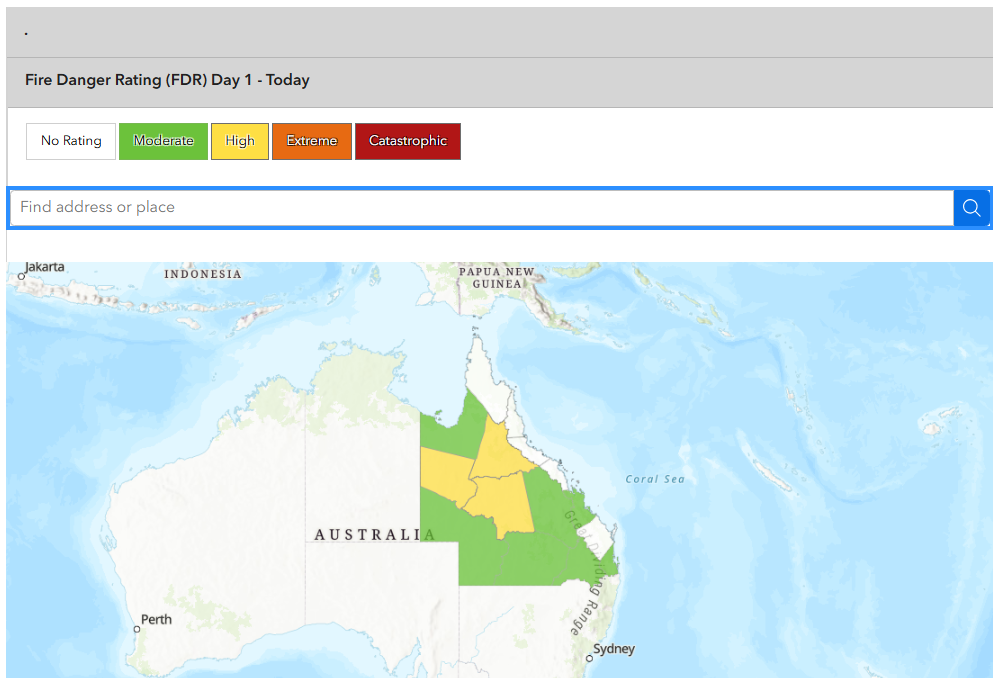 .
Fire Danger Rating (FDR) Day 1 - Today
No Rating Moderate High Extreme Catastrophic
Find address or place
Jakarta
INDONESIA
PAPUA NEW
GUINEA
Coral Sea
AUSTRALIA
Great Dividing Range
Perth
Sydney